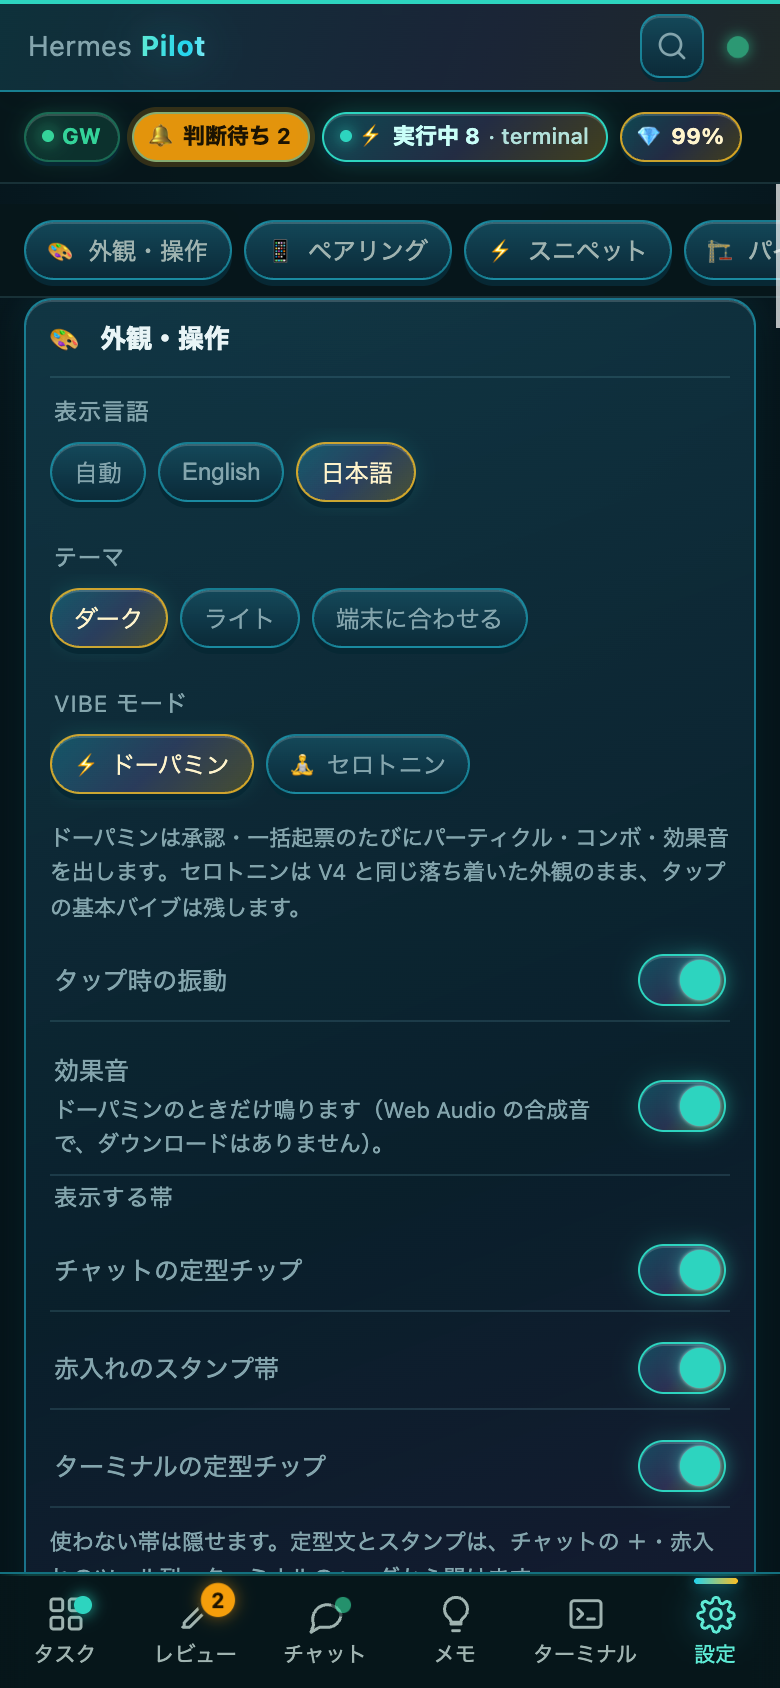 Hermes Pilot
GW
判断待ち 2
実行中 8 · terminal
99%
外観・操作
ペアリング
スニペット
外観・操作
表示言語
自動
English
日本語
テーマ
ダーク
ライト
端末に合わせる
VIBE モード
ドーパミン
セロトニン
ドーパミンは承認・一括起票のたびにパーティクル・コンボ・効果音
を出します。セロトニンは V4 と同じ落ち着いた外観のまま、タップ
の基本バイブは残します。
タップ時の振動
効果音
ドーパミンのときだけ鳴ります（Web Audio の合成音
で、ダウンロードはありません）。
表示する帯
チャットの定型チップ
赤入れのスタンプ帯
ターミナルの定型チップ
使わない帯は隠せます。定型文とスタンプは、チャットの ＋・赤入
2
タスク
レビュー
チャット
メモ
ターミナル
設定